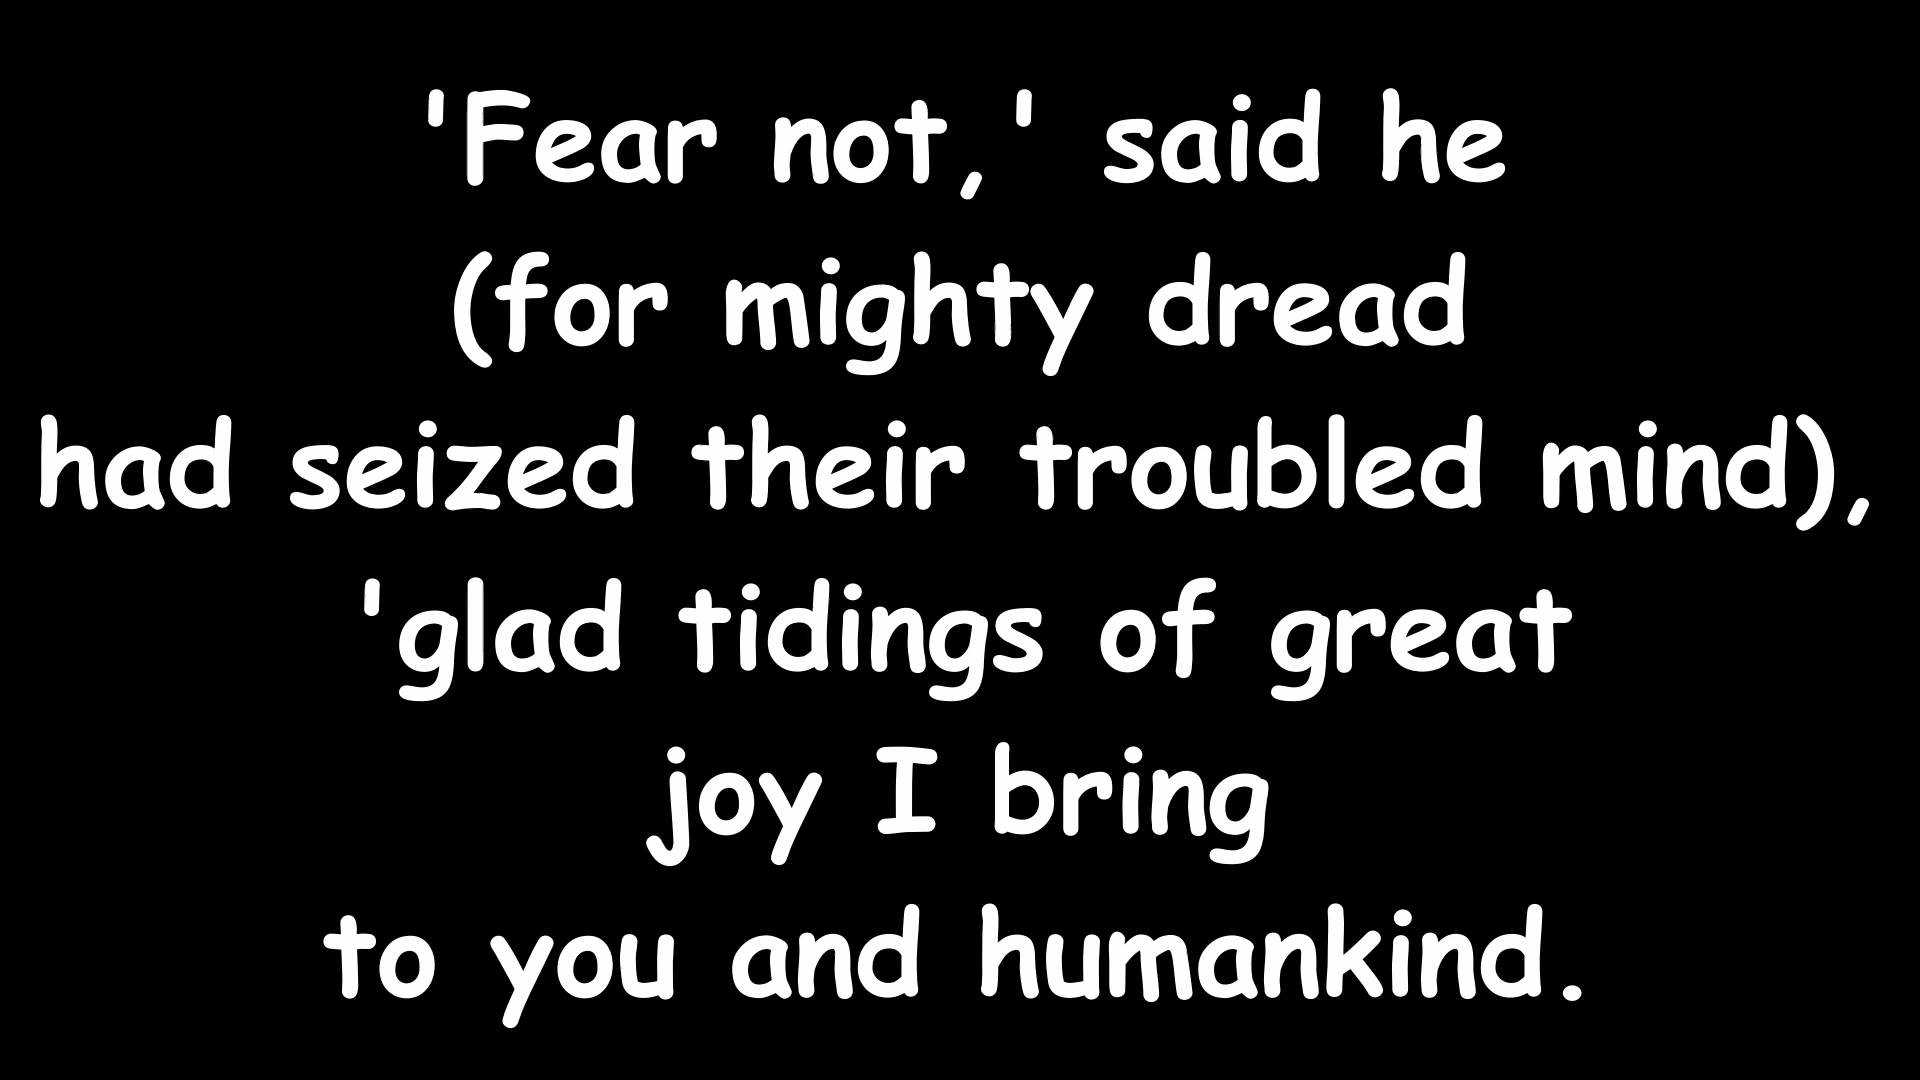 'Fear not,' said he
(for mighty dread
had seized their troubled mind),
'glad tidings of great
joy I bring
to you and humankind.